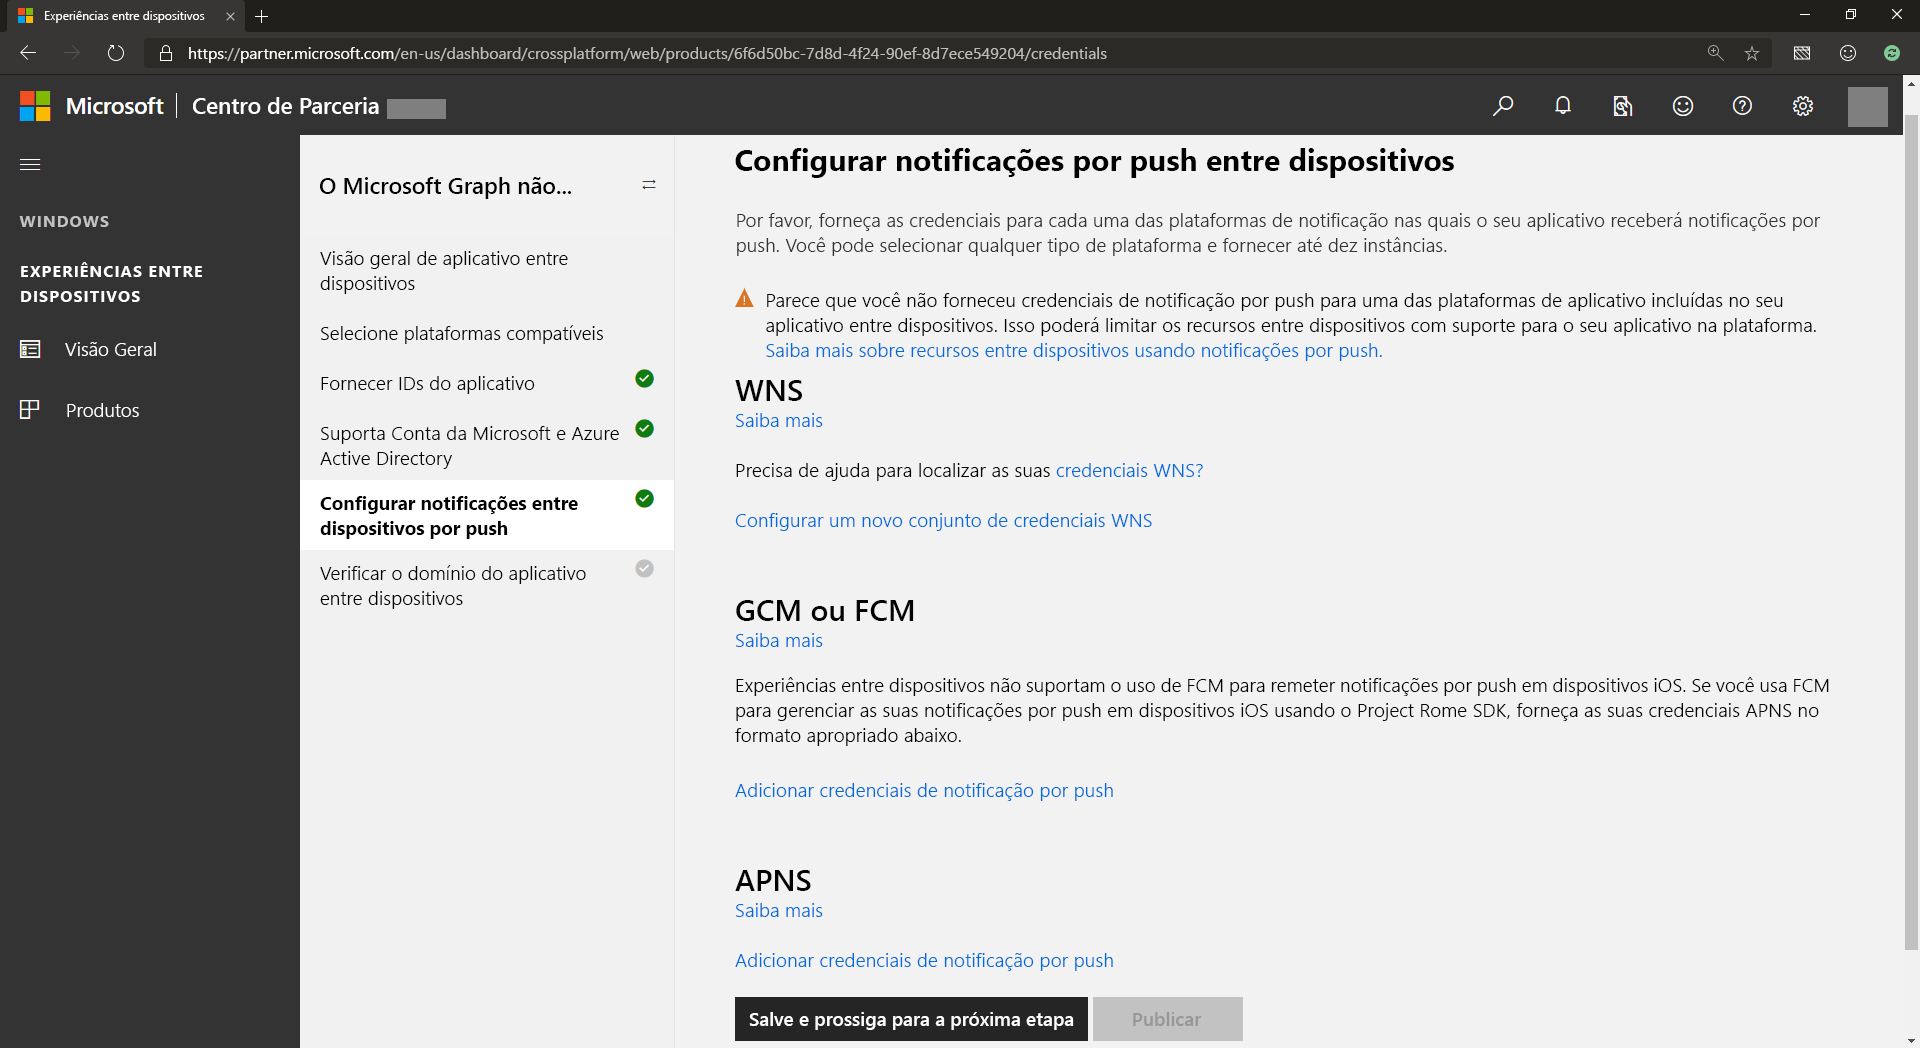 Experiências entre dispositivos
https://partner.microsoft.com/en-us/dashboard/crossplatform/web/products/6f6d50bc-7d8d-4f24-90ef-8d7ece549204/credentials
Microsoft | Centro de Parceria
WINDOWS
EXPERIÊNCIAS ENTRE
DISPOSITIVOS
Visão Geral
Produtos
O Microsoft Graph não...
Visão geral de aplicativo entre
dispositivos
Selecione plataformas compatíveis
Fornecer IDs do aplicativo
Suporta Conta da Microsoft e Azure
Active Directory
Configurar notificações entre
dispositivos por push
Verificar o domínio do aplicativo
entre dispositivos
Configurar notificações por push entre dispositivos
Por favor, forneça as credenciais para cada uma das plataformas de notificação nas quais o seu aplicativo receberá notificações por
push. Você pode selecionar qualquer tipo de plataforma e fornecer até dez instâncias.
Parece que você não forneceu credenciais de notificação por push para uma das plataformas de aplicativo incluídas no seu
aplicativo entre dispositivos. Isso poderá limitar os recursos entre dispositivos com suporte para o seu aplicativo na plataforma.
Saiba mais sobre recursos entre dispositivos usando notificações por push.
WNS
Saiba mais
Precisa de ajuda para localizar as suas credenciais WNS?
Configurar um novo conjunto de credenciais WNS
GCM ou FCM
Saiba mais
Experiências entre dispositivos não suportam o uso de FCM para remeter notificações por push em dispositivos iOS. Se você usa FCM
para gerenciar as suas notificações por push em dispositivos iOS usando o Project Rome SDK, forneça as suas credenciais APNS no
formato apropriado abaixo.
Adicionar credenciais de notificação por push
APNS
Saiba mais
Adicionar credenciais de notificação por push
Salve e prossiga para a próxima etapa
Publicar